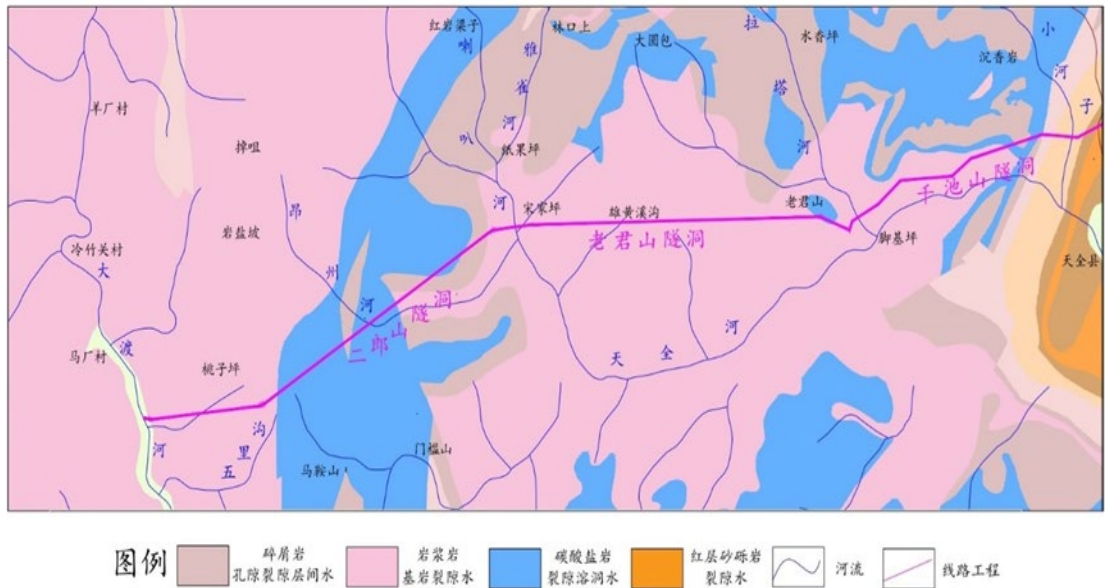 红岩梁子
林口上
大圆包
水香坪
沉香岩
喇叭河
雅雀河
拉塔河
小河子
羊厂村
掉咀
纸果坪
岩盐坡
昂州河
宋家坪
雄黄溪沟
老君山
老君山隧洞
干池山隧洞
脚基坪
天全县
冷竹关村
大渡河
马厂村
桃子坪
二郎山隧洞
天全河
五里沟
马鞍山
门槛山
图例
碎屑岩
孔隙裂隙层间水
岩浆岩
基岩裂隙水
碳酸盐岩
裂隙溶洞水
红层砂砾岩
裂隙水
河流
线路工程